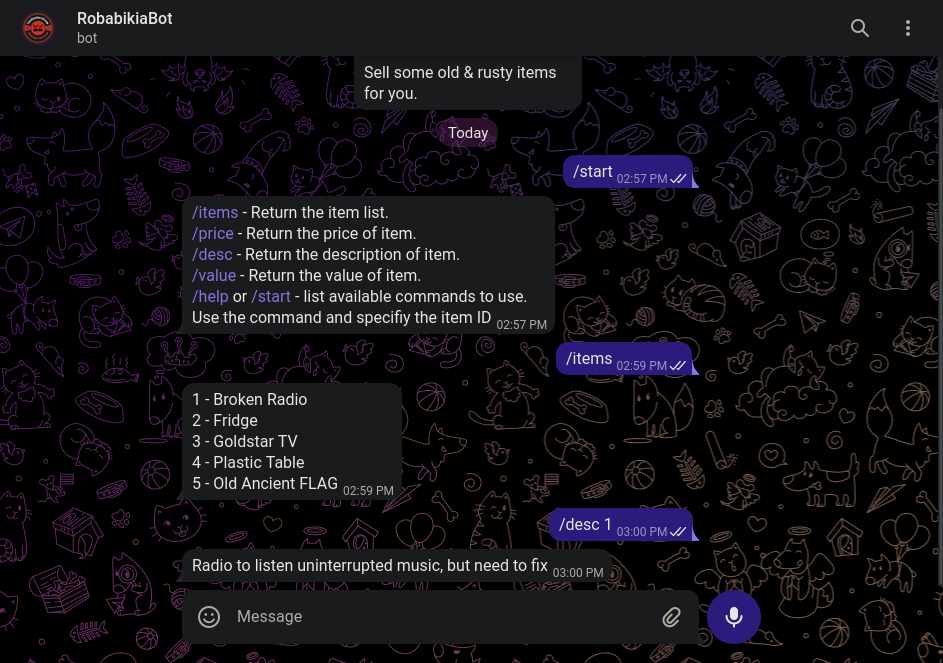 RobabikiaBot
bot
Sell some old & rusty items
for you.
Today
/start 02:57 PM
/items - Return the item list.
/price - Return the price of item.
/desc - Return the description of item.
/value - Return the value of item.
/help or /start - list available commands to use.
Use the command and specifiy the item ID 02:57 PM
/items 02:59 PM
1 - Broken Radio
2 - Fridge
3 - Goldstar TV
4 - Plastic Table
5 - Old Ancient FLAG 02:59 PM
/desc 1 03:00 PM
Radio to listen uninterrupted music, but need to fix 03:00 PM
Message